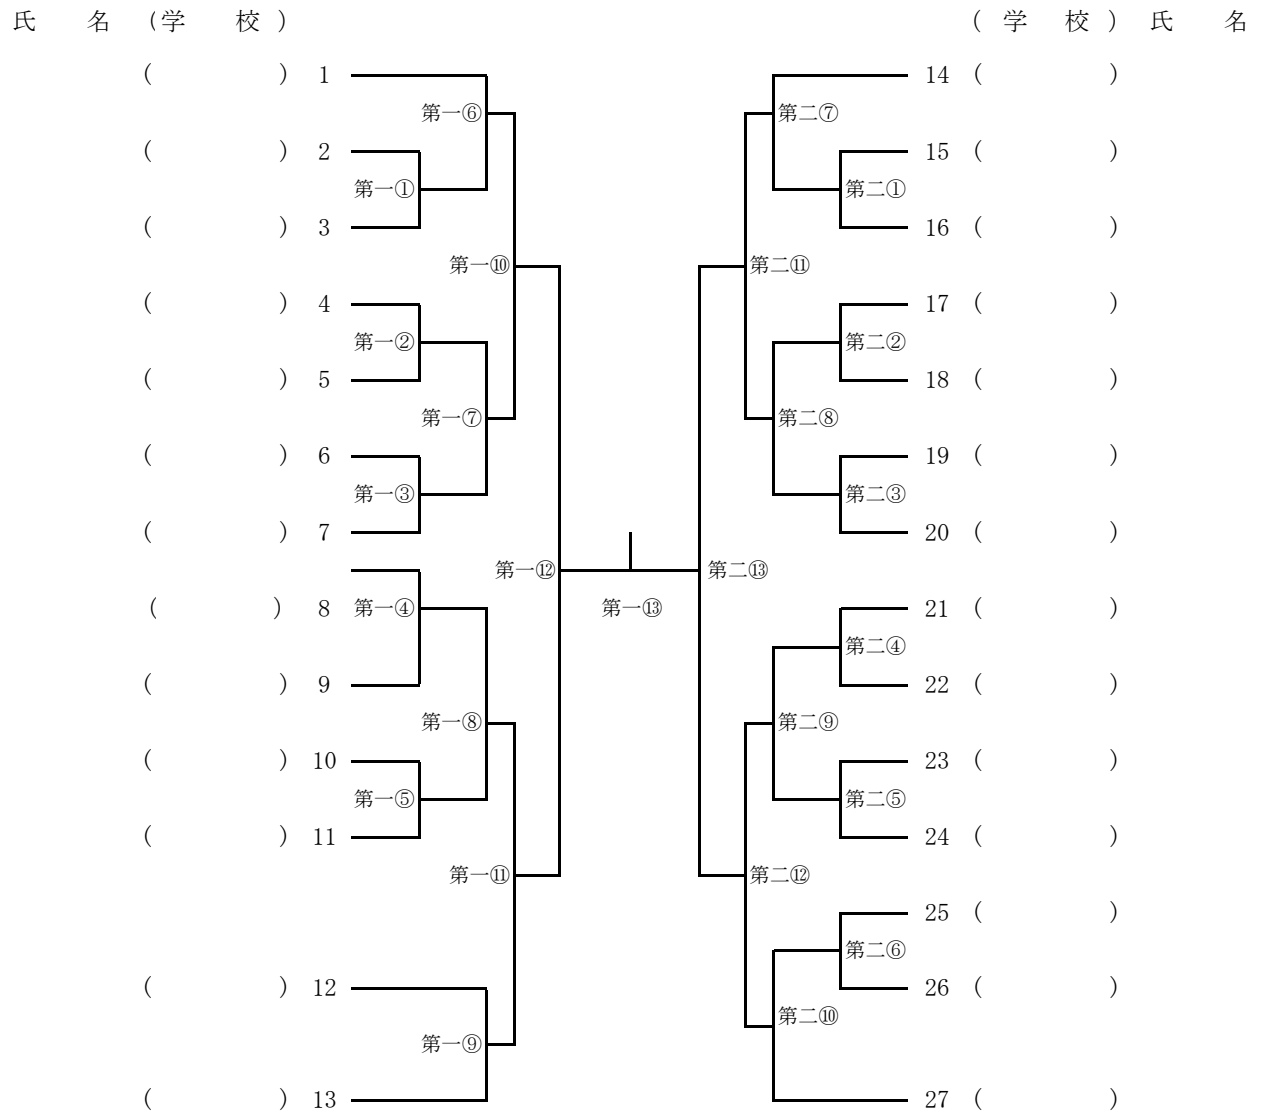 氏 名 (学 校) (学 校) 氏 名
( ) 1 14 ( )
第一⑥ 第二⑦
( ) 2 15 ( )
第一① 第二①
( ) 3 16 ( )
第一⑩ 第二⑪
( ) 4 17 ( )
第一② 第二②
( ) 5 18 ( )
第一⑦ 第二⑧
( ) 6 19 ( )
第一③ 第二③
( ) 7 20 ( )
第一⑫ 第二⑬
( ) 8 第一④ 第一⑬ 21 ( )
第二④
( ) 9 22 ( )
第一⑧ 第二⑨
( ) 10 23 ( )
第一⑤ 第二⑤
( ) 11 24 ( )
第一⑪ 第二⑫
25 ( )
第二⑥
( ) 12 26 ( )
第二⑩
第一⑨
( ) 13 27 ( )